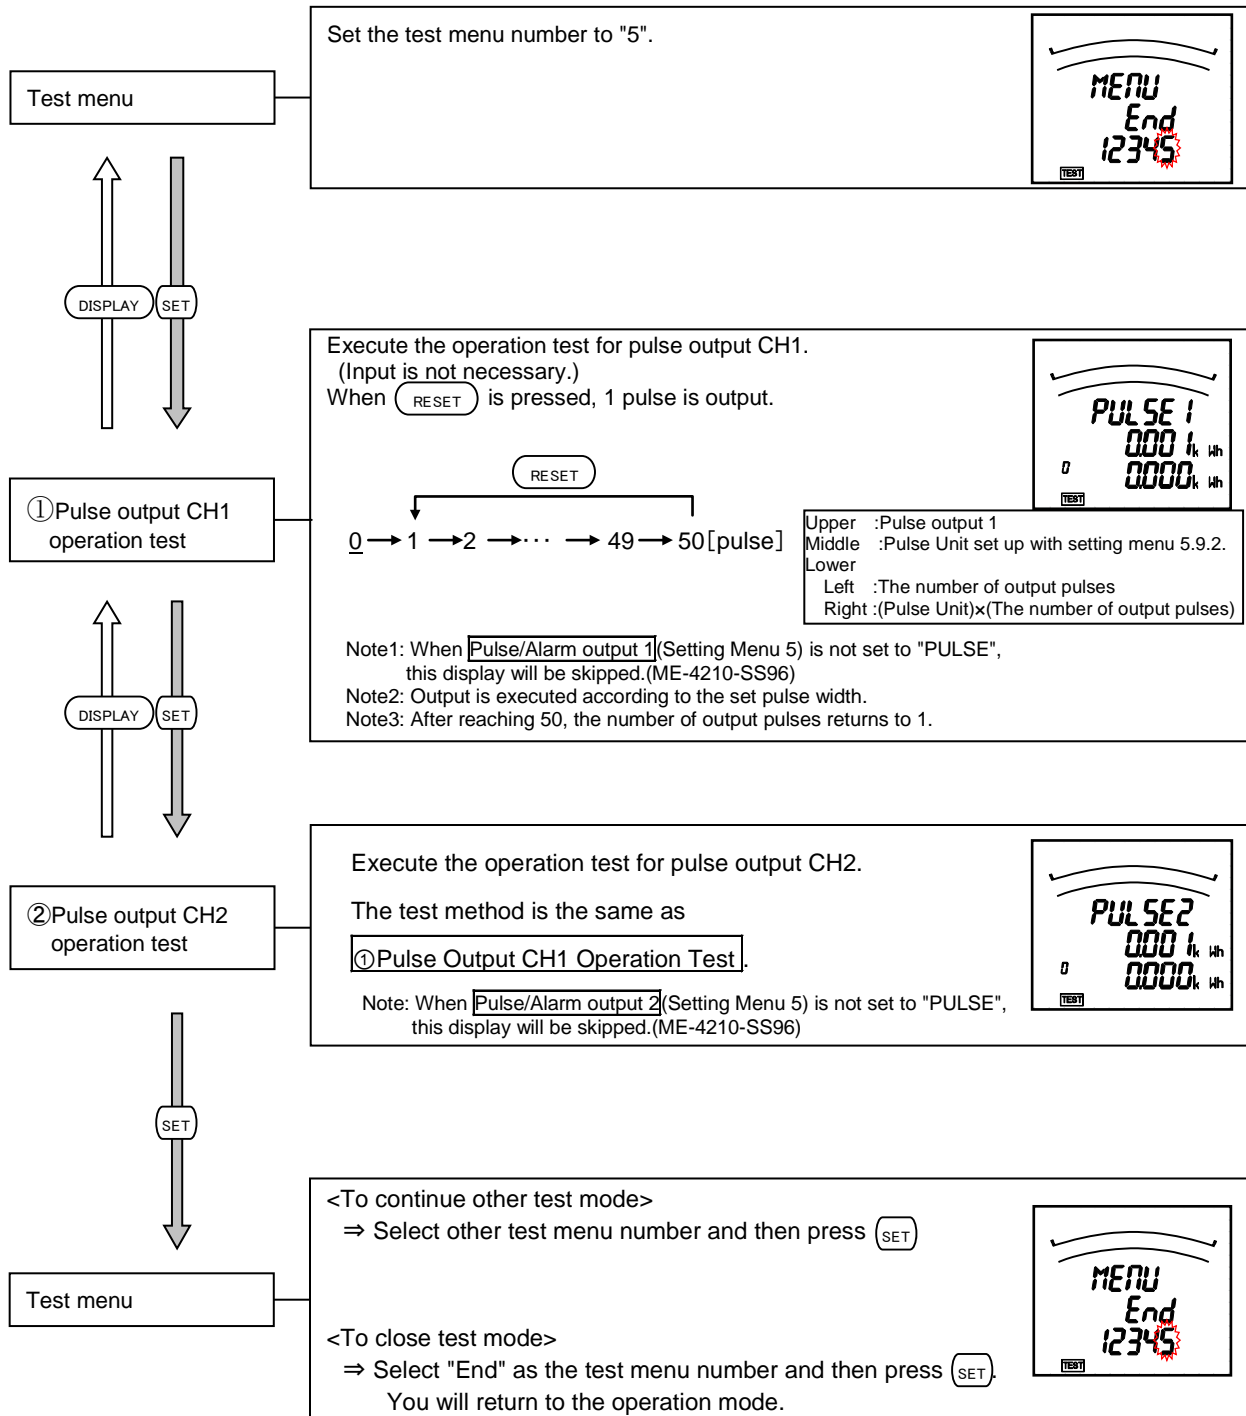 Set the test menu number to "5".
Test menu
MENU
End
12345
TEST
DISPLAY SET
Execute the operation test for pulse output CH1.
(Input is not necessary.)
When RESET is pressed, 1 pulse is output.
RESET
0 → 1 → 2 → ··· → 49 → 50[pulse]
PULSE1
0.001k Wh
0 0.000k Wh
TEST
①Pulse output CH1
operation test
Upper :Pulse output 1
Middle :Pulse Unit set up with setting menu 5.9.2.
Lower
Left :The number of output pulses
Right :(Pulse Unit)×(The number of output pulses)
Note1: When Pulse/Alarm output 1(Setting Menu 5) is not set to "PULSE",
this display will be skipped.(ME-4210-SS96)
Note2: Output is executed according to the set pulse width.
Note3: After reaching 50, the number of output pulses returns to 1.
DISPLAY SET
②Pulse output CH2
operation test
Execute the operation test for pulse output CH2.
The test method is the same as
①Pulse Output CH1 Operation Test.
Note: When Pulse/Alarm output 2(Setting Menu 5) is not set to "PULSE",
this display will be skipped.(ME-4210-SS96)
PULSE2
0.001k Wh
0 0.000k Wh
TEST
SET
Test menu
<To continue other test mode>
⇒ Select other test menu number and then press SET
<To close test mode>
⇒ Select "End" as the test menu number and then press SET.
You will return to the operation mode.
MENU
End
12345
TEST